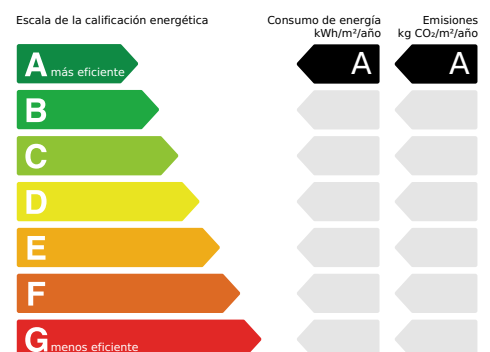 Escala de la calificación energética
Consumo de energía
kWh/m²/año
Emisiones
kg CO₂/m²/año
A más eficiente
A
A
B
C
D
E
F
G menos eficiente